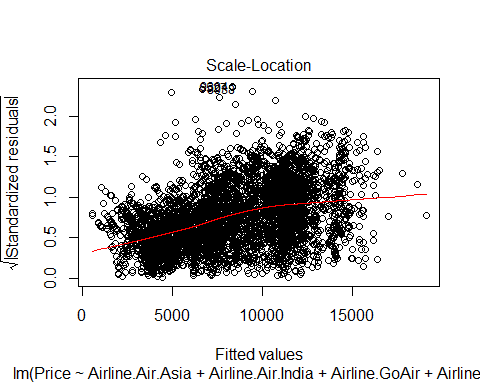 Scale-Location
√|Standardized residuals|
0.0 0.5 1.0 1.5 2.0
0 5000 10000 15000
Fitted values
lm(Price ~ Airline.Air.Asia + Airline.Air.India + Airline.GoAir + Airline